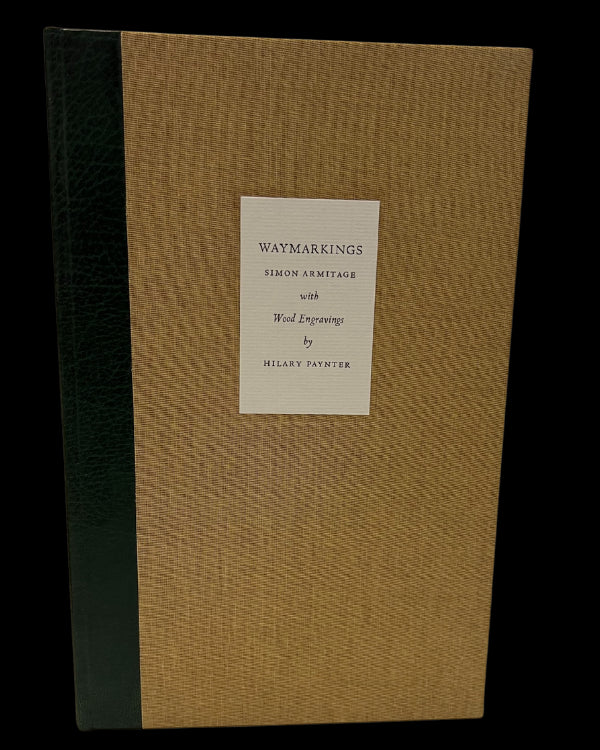 WAYMARKINGS
SIMON ARMITAGE
with
Wood Engravings
by
HILARY PAYNTER